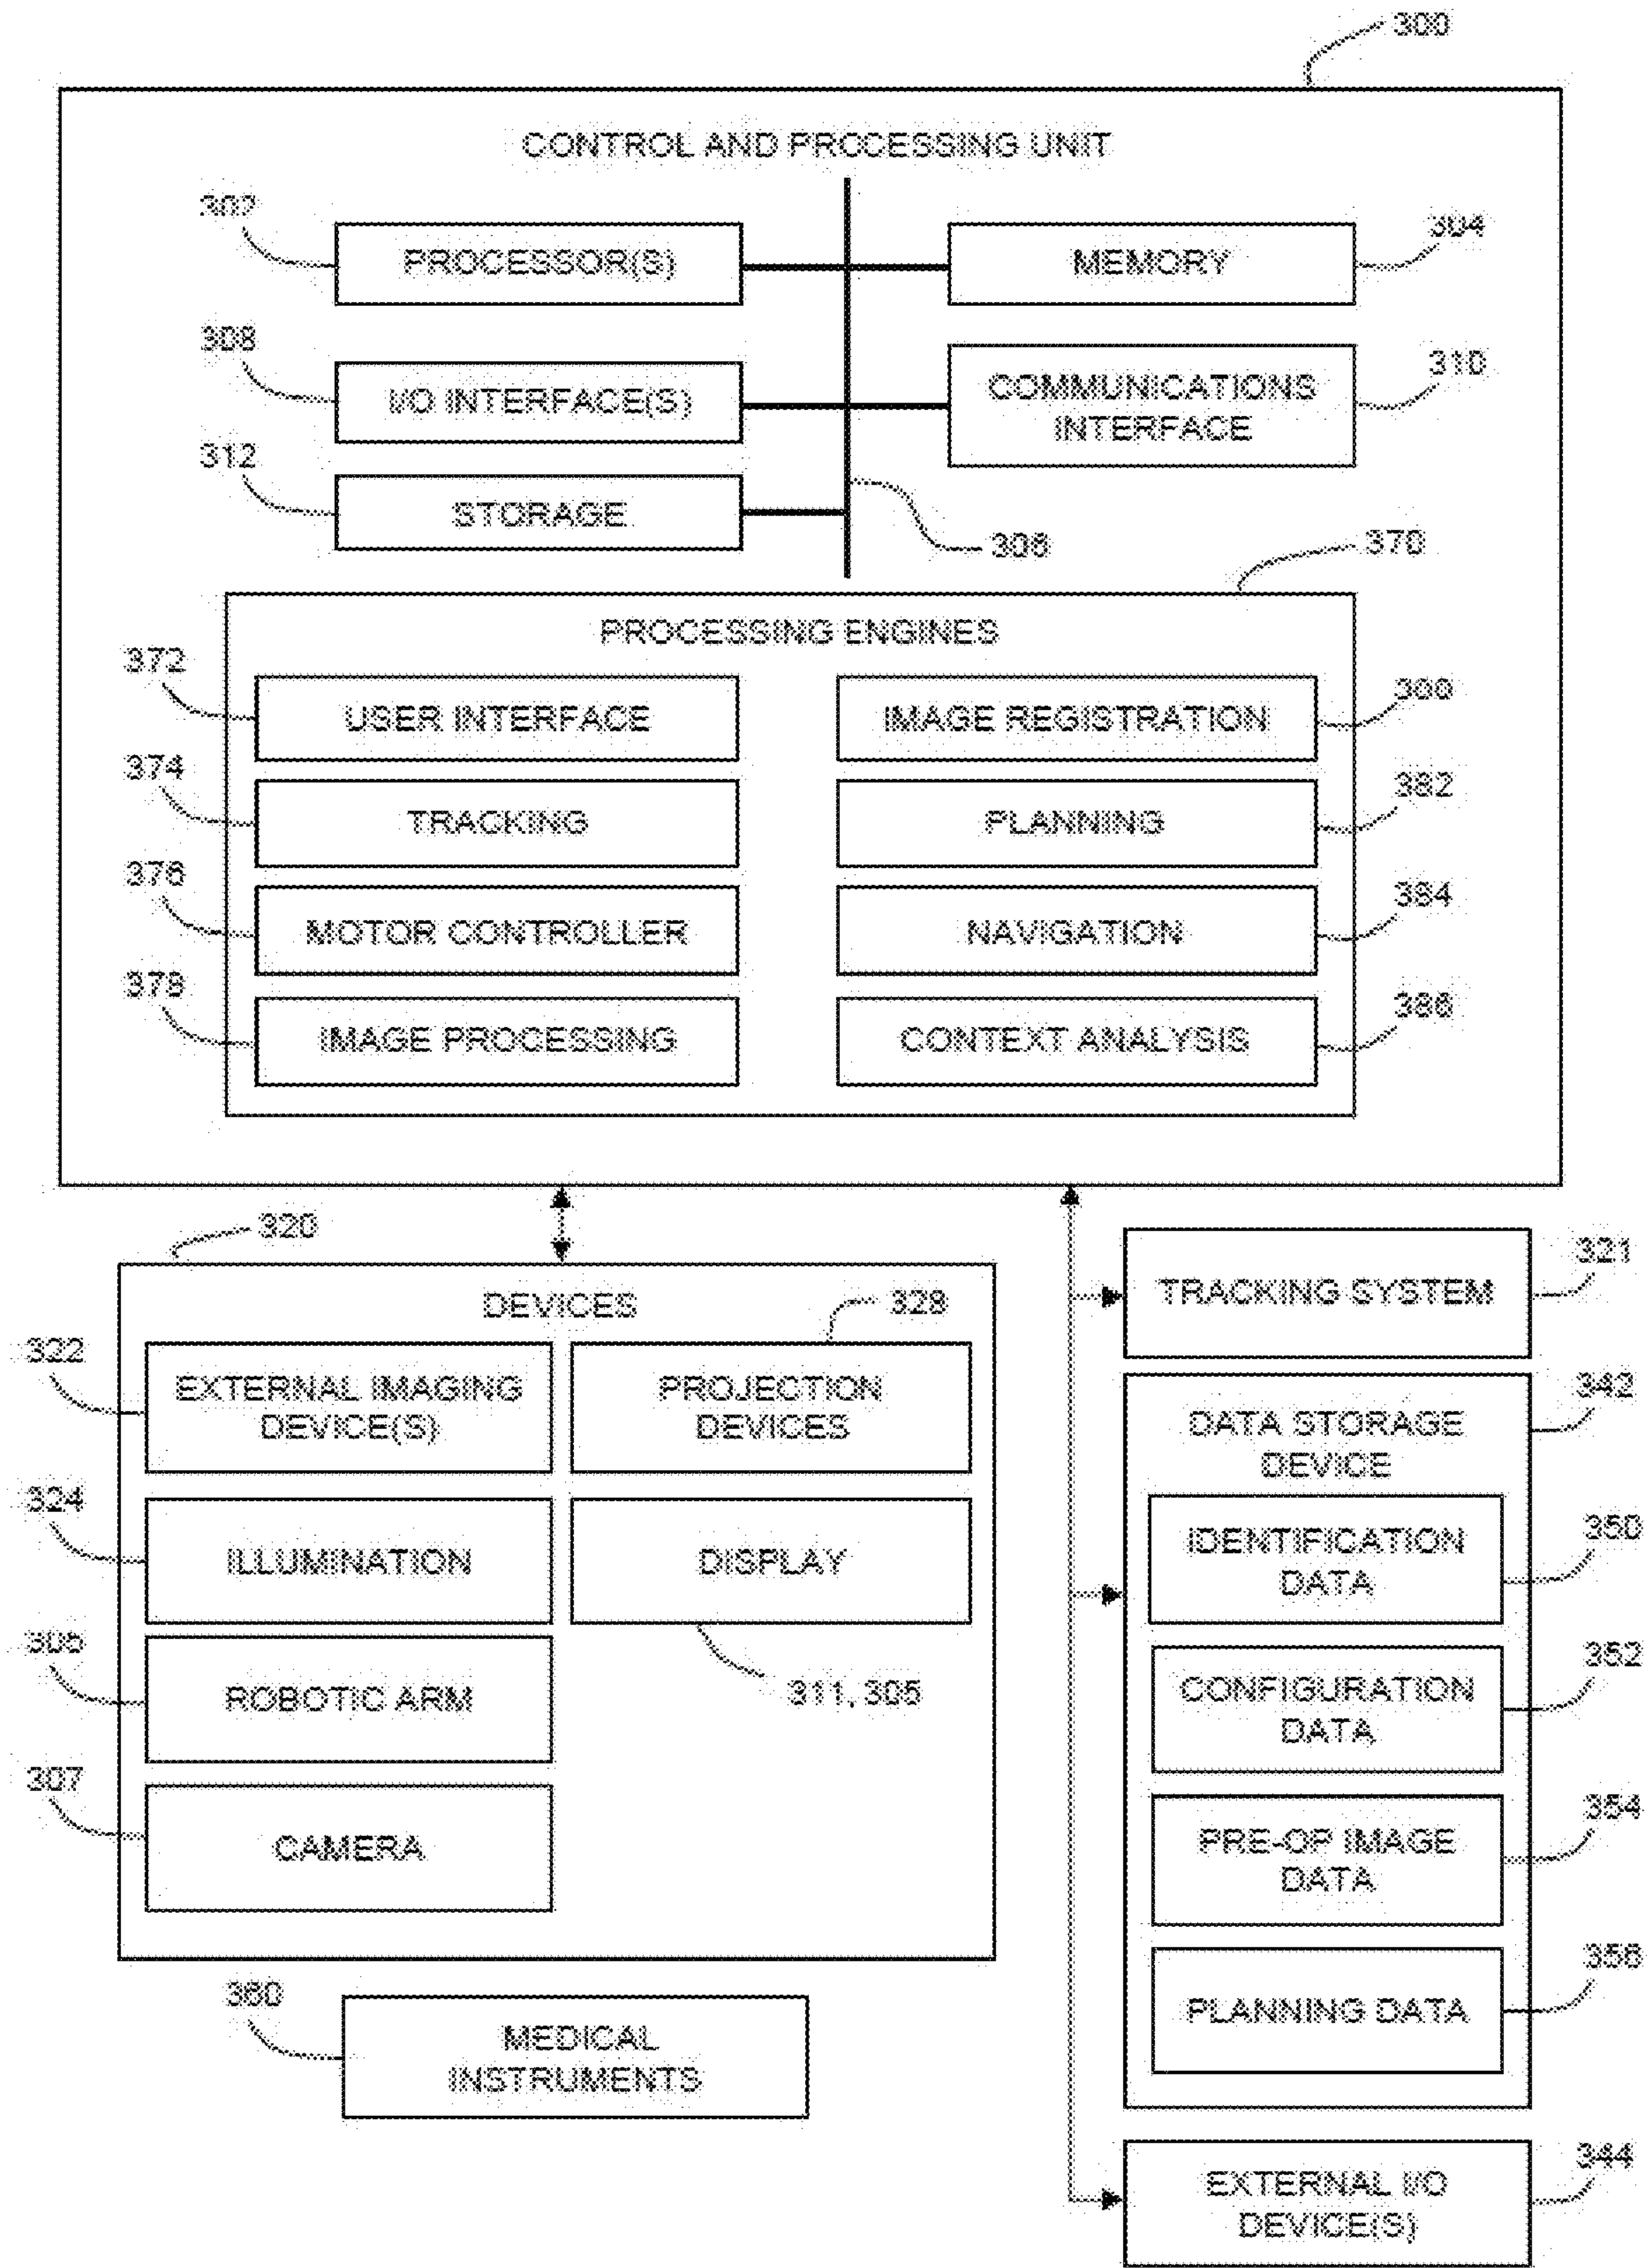 300
CONTROL AND PROCESSING UNIT
302
PROCESSOR(S)
MEMORY
304
308
I/O INTERFACE(S)
COMMUNICATIONS
INTERFACE
310
312
STORAGE
306
370
PROCESSING ENGINES
372
USER INTERFACE
IMAGE REGISTRATION
374
TRACKING
PLANNING
382
376
MOTOR CONTROLLER
NAVIGATION
384
378
IMAGE PROCESSING
CONTEXT ANALYSIS
386
320
DEVICES
328
322
EXTERNAL IMAGING
DEVICE(S)
PROJECTION
DEVICES
324
ILLUMINATION
DISPLAY
311, 305
305
ROBOTIC ARM
307
CAMERA
360
MEDICAL
INSTRUMENTS
TRACKING SYSTEM
321
DATA STORAGE
DEVICE
342
IDENTIFICATION
DATA
350
CONFIGURATION
DATA
352
PRE-OP IMAGE
DATA
354
PLANNING DATA
356
EXTERNAL I/O
DEVICE(S)
344